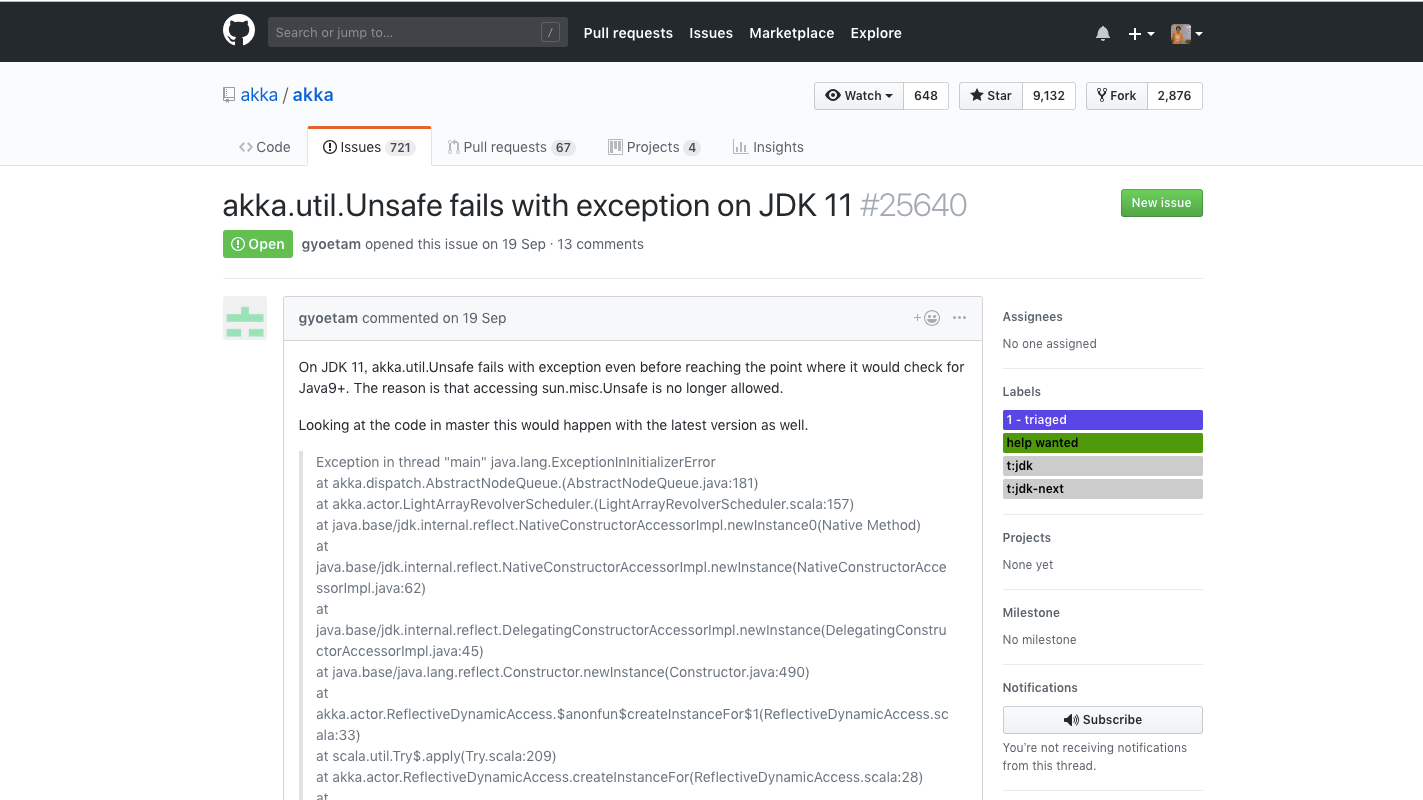 Search or jump to... /
Pull requests Issues Marketplace Explore
akka / akka
Watch 648 Star 9,132 Fork 2,876
Code Issues 721 Pull requests 67 Projects 4 Insights
akka.util.Unsafe fails with exception on JDK 11 #25640
New issue
Open gyoetam opened this issue on 19 Sep · 13 comments
gyoetam commented on 19 Sep
On JDK 11, akka.util.Unsafe fails with exception even before reaching the point where it would check for
Java9+. The reason is that accessing sun.misc.Unsafe is no longer allowed.
Looking at the code in master this would happen with the latest version as well.
Exception in thread "main" java.lang.ExceptionInInitializerError
at akka.dispatch.AbstractNodeQueue.(AbstractNodeQueue.java:181)
at akka.actor.LightArrayRevolverScheduler.(LightArrayRevolverScheduler.scala:157)
at java.base/jdk.internal.reflect.NativeConstructorAccessorImpl.newInstance0(Native Method)
at
java.base/jdk.internal.reflect.NativeConstructorAccessorImpl.newInstance(NativeConstructorAcce
ssorImpl.java:62)
at
java.base/jdk.internal.reflect.DelegatingConstructorAccessorImpl.newInstance(DelegatingConstru
ctorAccessorImpl.java:45)
at java.base/java.lang.reflect.Constructor.newInstance(Constructor.java:490)
at
akka.actor.ReflectiveDynamicAccess.$anonfun$createInstanceFor$1(ReflectiveDynamicAccess.sc
ala:33)
at scala.util.Try$.apply(Try.scala:209)
at akka.actor.ReflectiveDynamicAccess.createInstanceFor(ReflectiveDynamicAccess.scala:28)
at
Assignees
No one assigned
Labels
1 - triaged
help wanted
t:jdk
t:jdk-next
Projects
None yet
Milestone
No milestone
Notifications
Subscribe
You’re not receiving notifications
from this thread.